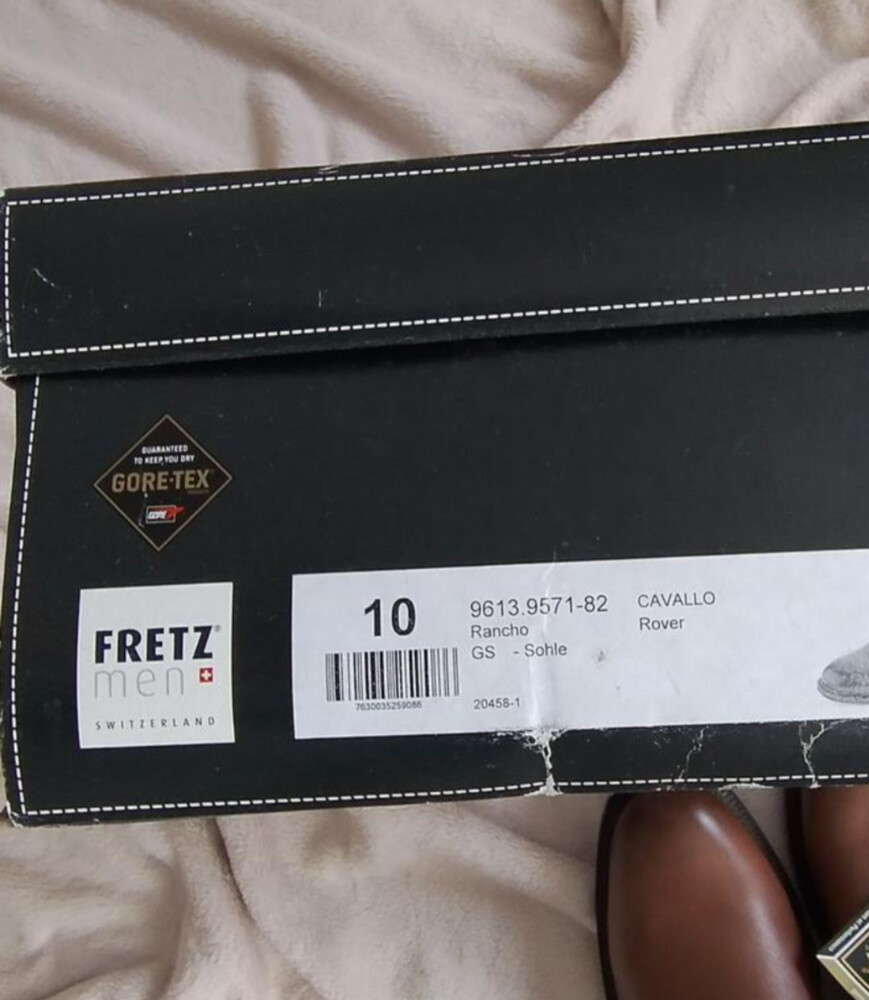 GUARANTEED
TO KEEP YOU DRY
GORE-TEX®
GORE
FRETZ®
men
SWITZERLAND
10
7630035259086
9613.9571-82
Rancho
GS - Sohle
20458-1
CAVALLO
Rover